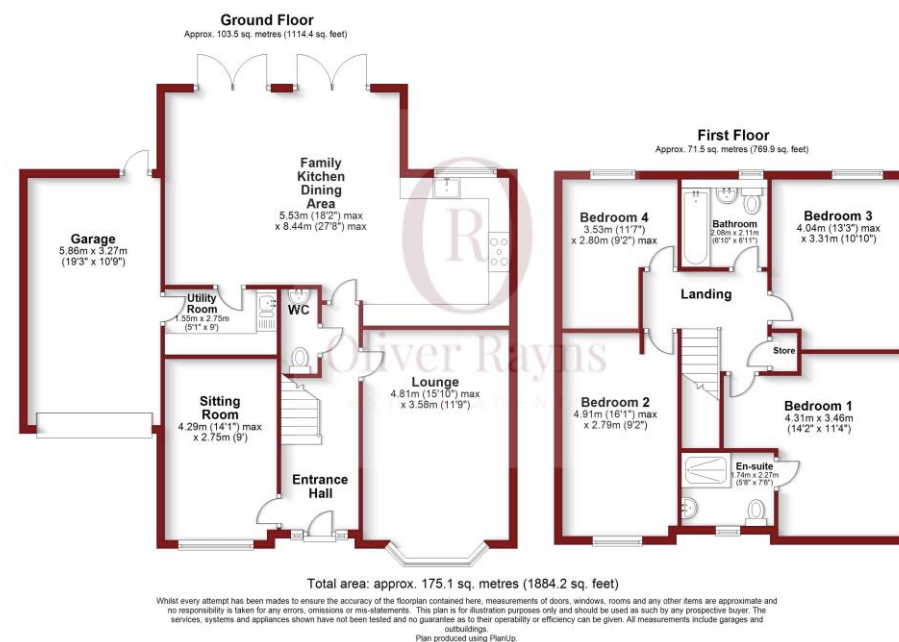 Ground Floor
Approx. 103.5 sq. metres (1114.4 sq. feet)
Family
Kitchen
Dining
Area
5.53m (18'2") max
x 8.44m (27'8") max
Garage
5.86m x 3.27m
(19'3" x 10'9")
Utility
Room
1.55m x 2.75m
(5'1" x 9')
WC
Sitting
Room
4.29m (14'1") max
x 2.75m (9')
Entrance
Hall
Lounge
4.81m (15'10") max
x 3.58m (11'9")
R
Oliver Rayns
First Floor
Approx. 71.5 sq. metres (769.9 sq. feet)
Bedroom 4
3.53m (11'7")
x 2.80m (9'2") max
Bathroom
2.08m x 2.11m
(6'10" x 6'11")
Bedroom 3
4.04m (13'3") max
x 3.31m (10'10")
Landing
Store
Bedroom 2
4.91m (16'1") max
x 2.79m (9'2")
Bedroom 1
4.31m x 3.46m
(14'2" x 11'4")
En-suite
1.74m x 2.27m
(5'8" x 7'6")
Total area: approx. 175.1 sq. metres (1884.2 sq. feet)
Whilst every attempt has been made to ensure the accuracy of the floorplan contained here, measurements of doors, windows, rooms and any other items are approximate and
no responsibility is taken for any errors, omissions or mis-statements. This plan is for illustration purposes only and should be used as such by any prospective buyer. The
services, systems and appliances shown have not been tested and no guarantee as to their operability or efficiency can be given. All measurements include garages and
outbuildings.
Plan produced using PlanUp.